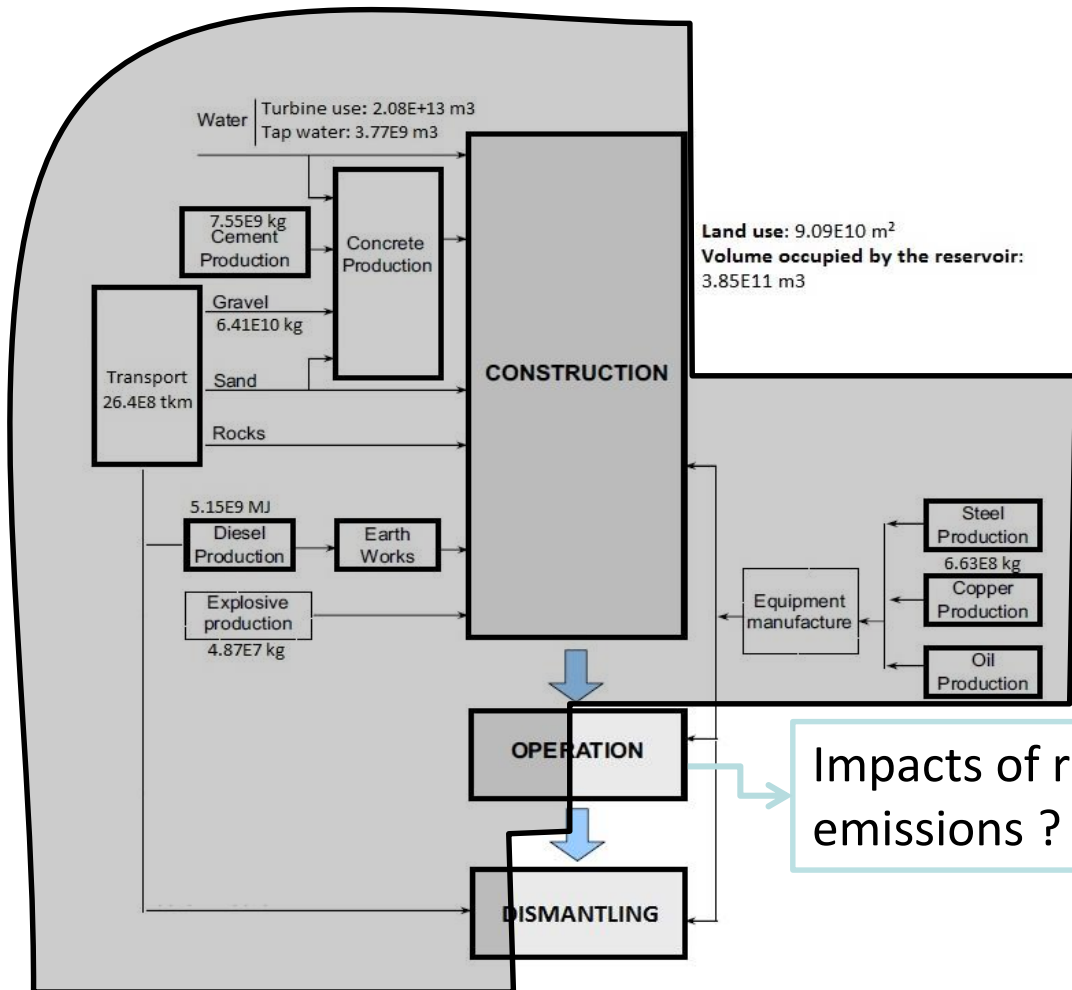 Water
Turbine use: 2.08E+13 m3
Tap water: 3.77E9 m3
7.55E9 kg
Cement
Production
Concrete
Production
Gravel
6.41E10 kg
Transport
26.4E8 tkm
Sand
Rocks
5.15E9 MJ
Diesel
Production
Earth
Works
Explosive
production
4.87E7 kg
CONSTRUCTION
Land use: 9.09E10 m²
Volume occupied by the reservoir:
3.85E11 m3
Steel
Production
6.63E8 kg
Copper
Production
Oil
Production
Equipment
manufacture
OPERATION
Impacts of
emissions ?
DISMANTLING